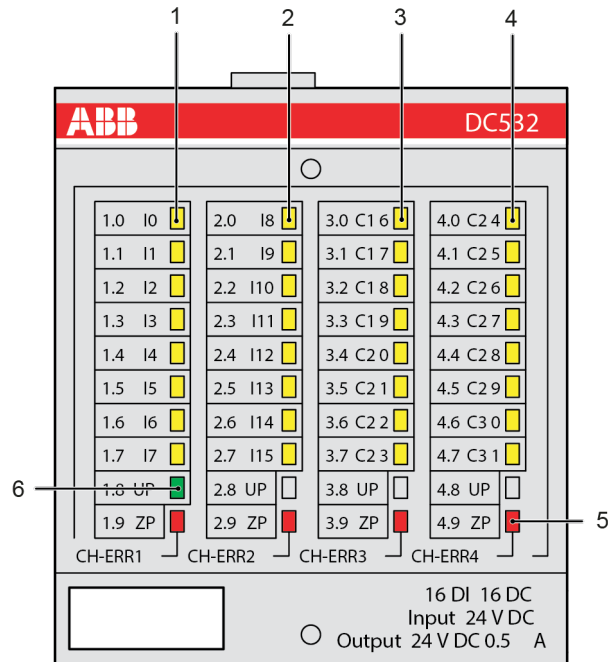 1 2 3 4
ABB DC532
1.0 I0 2.0 I8 3.0 C16 4.0 C24
1.1 I1 2.1 I9 3.1 C17 4.1 C25
1.2 I2 2.2 I10 3.2 C18 4.2 C26
1.3 I3 2.3 I11 3.3 C19 4.3 C27
1.4 I4 2.4 I12 3.4 C20 4.4 C28
1.5 I5 2.5 I13 3.5 C21 4.5 C29
1.6 I6 2.6 I14 3.6 C22 4.6 C30
1.7 I7 2.7 I15 3.7 C23 4.7 C31
6 1.8 UP 2.8 UP 3.8 UP 4.8 UP
1.9 ZP 2.9 ZP 3.9 ZP 4.9 ZP 5
CH-ERR1 CH-ERR2 CH-ERR3 CH-ERR4
16 DI 16 DC
Input 24 V DC
Output 24 V DC 0.5 A